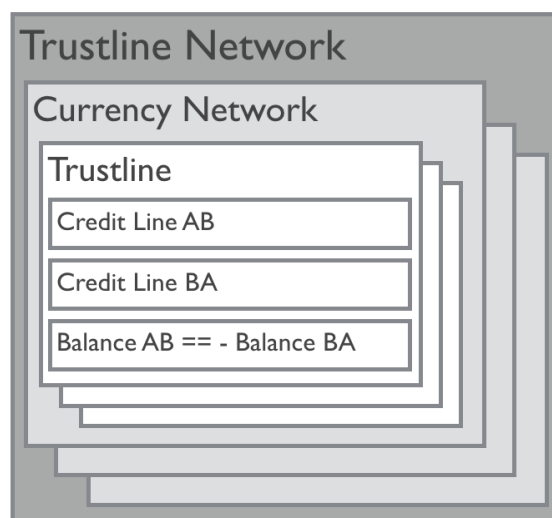 Trustline Network
Currency Network
Trustline
Credit Line AB
Credit Line BA
Balance AB == - Balance BA